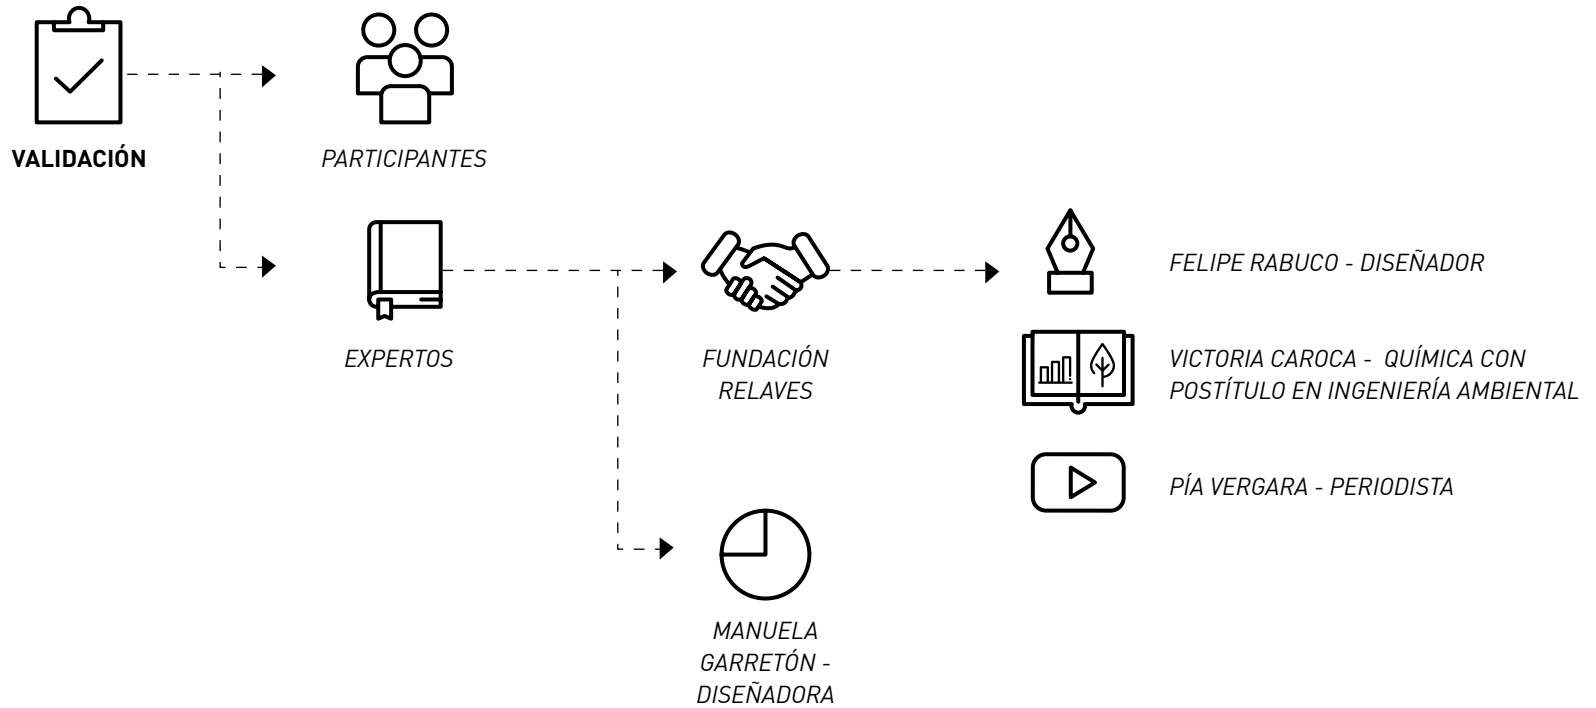 VALIDACIÓN
PARTICIPANTES
EXPERTOS
FUNDACIÓN
RELAVES
FELIPE RABUCO - DISEÑADOR
VICTORIA CAROCA - QUÍMICA CON
POSTÍTULO EN INGENIERÍA AMBIENTAL
PÍA VERGARA - PERIODISTA
MANUELA
GARRETÓN -
DISEÑADORA